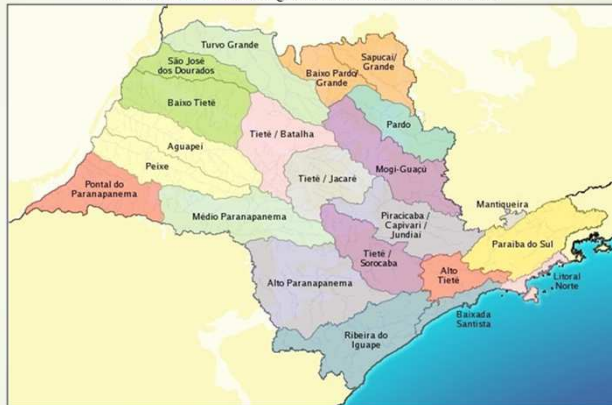 Turvo Grande
Sapucaí/
Grande
São José
dos Dourados
Baixo Pardo/
Grande
Baixo Tietê
Tietê / Batalha
Pardo
Aguapeí
Mogi-Guaçú
Peixe
Tietê / Jacaré
Pontal do
Paranapanema
Médio Paranapanema
Piracicaba /
Capivari /
Jundiaí
Mantiqueira
Paraíba do Sul
Tietê /
Sorocaba
Alto
Tietê
Litoral
Norte
Alto Paranapanema
Baixada
Santista
Ribeira do
Iguape